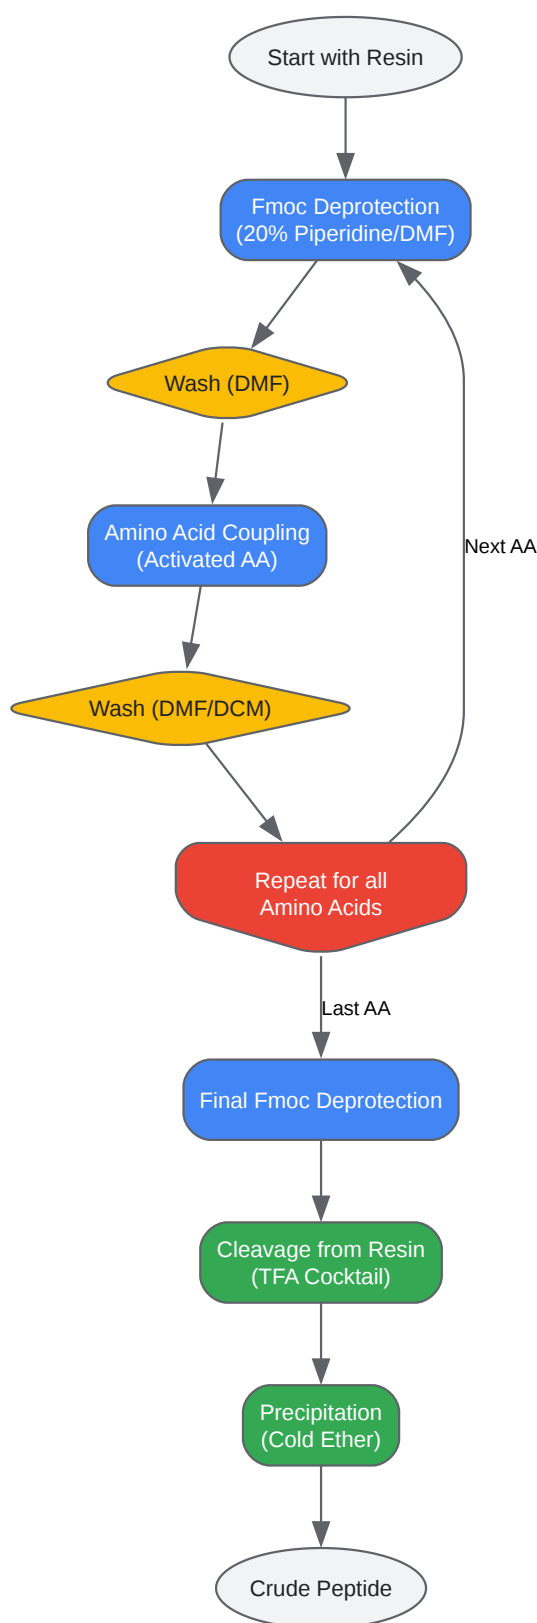 Start with Resin
Fmoc Deprotection
(20% Piperidine/DMF)
Wash (DMF)
Amino Acid Coupling
(Activated AA)
Next AA
Wash (DMF/DCM)
Repeat for all
Amino Acids
Last AA
Final Fmoc Deprotection
Cleavage from Resin
(TFA Cocktail)
Precipitation
(Cold Ether)
Crude Peptide